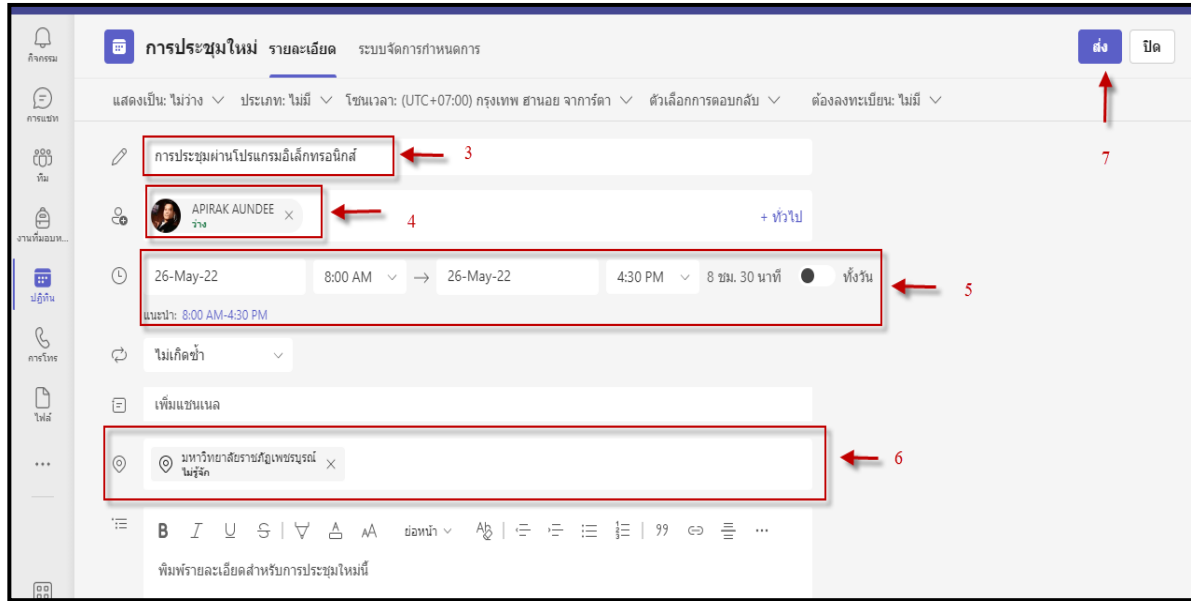 กิจกรรม
การแชท
ทีม
งานที่มอบห...
ปฏิทิน
การโทร
ไฟล์
...
การประชุมใหม่ รายละเอียด ระบบจัดการกำหนดการ
ส่ง ปิด
แสดงเป็น: ไม่ว่าง ประเภท: ไม่มี โซนเวลา: (UTC+07:00) กรุงเทพ ฮานอย จาการ์ตา ตัวเลือกการตอบกลับ ต้องลงทะเบียน: ไม่มี
7
การประชุมผ่านโปรแกรมอิเล็กทรอนิกส์ 3
APIRAK AUNDEE
ว่าง
4 + ทั่วไป
26-May-22 8:00 AM → 26-May-22 4:30 PM 8 ชม. 30 นาที ทั้งวัน 5
แนะนำ: 8:00 AM-4:30 PM
ไม่เกิดซ้ำ
เพิ่มแชนเนล
มหาวิทยาลัยราชภัฏเพชรบูรณ์
ไม่รู้จัก
6
B I U S A AA ย่อหน้า Ab ...
พิมพ์รายละเอียดสำหรับการประชุมใหม่นี้